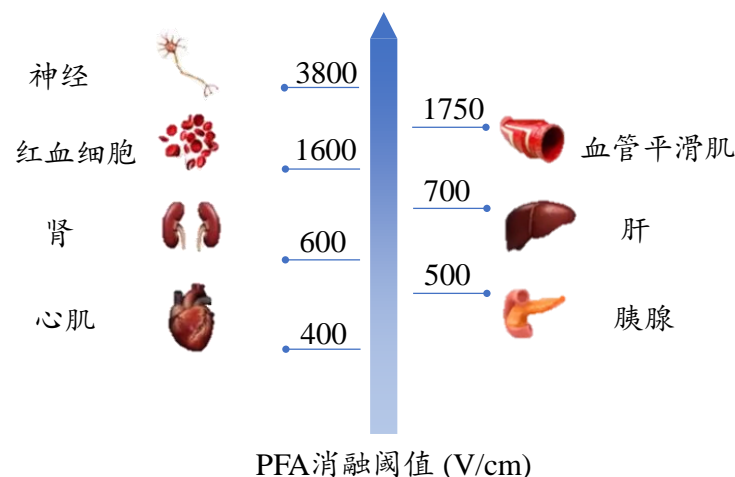 神经
3800
1750
红血细胞
1600
血管平滑肌
700
肾
600
肝
500
心肌
400
胰腺
PFA消融阈值 (V/cm)